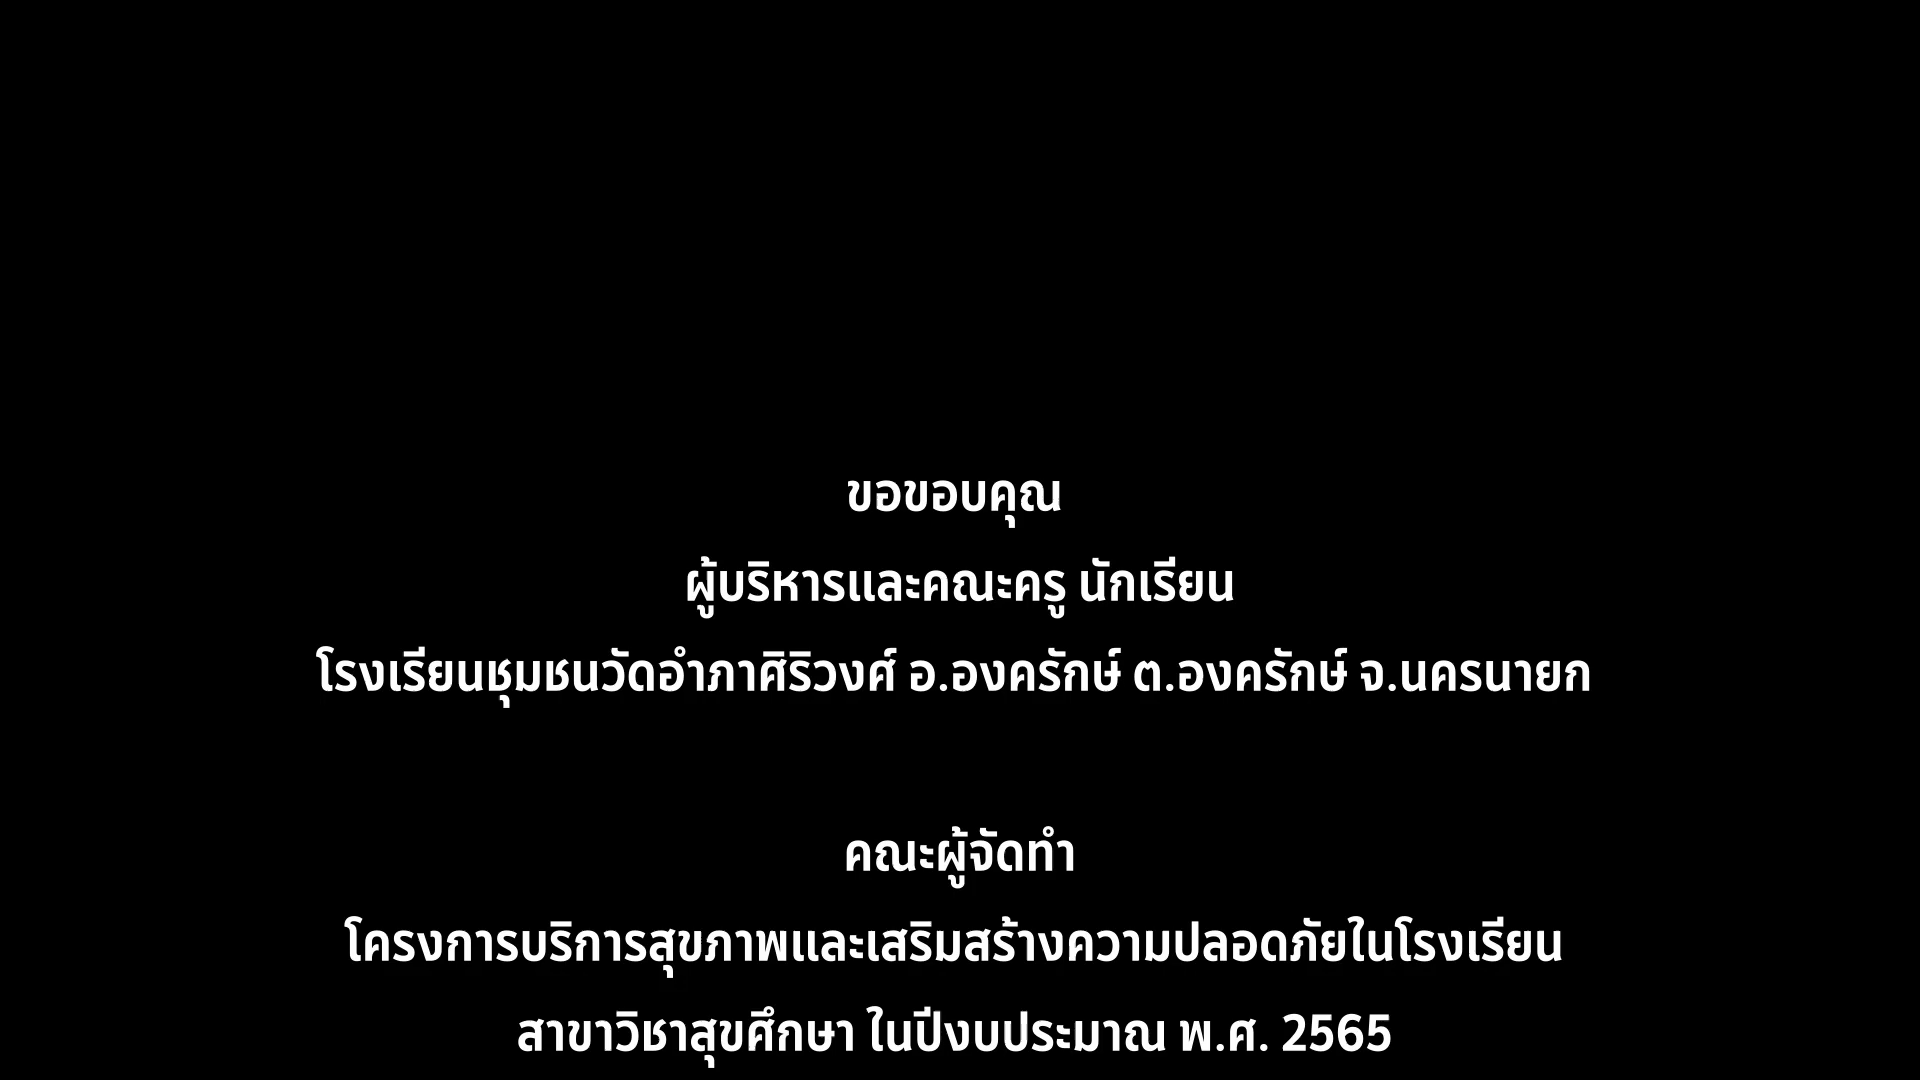 ขอขอบคุณ
ผู้บริหารและคณะครู นักเรียน
โรงเรียนชุมชนวัดอำภาศิริวงศ์ อ.องครักษ์ ต.องครักษ์ จ.นครนายก
คณะผู้จัดทำ
โครงการบริการสุขภาพและเสริมสร้างความปลอดภัยในโรงเรียน
สาขาวิชาสุขศึกษา ในปีงบประมาณ พ.ศ. 2565